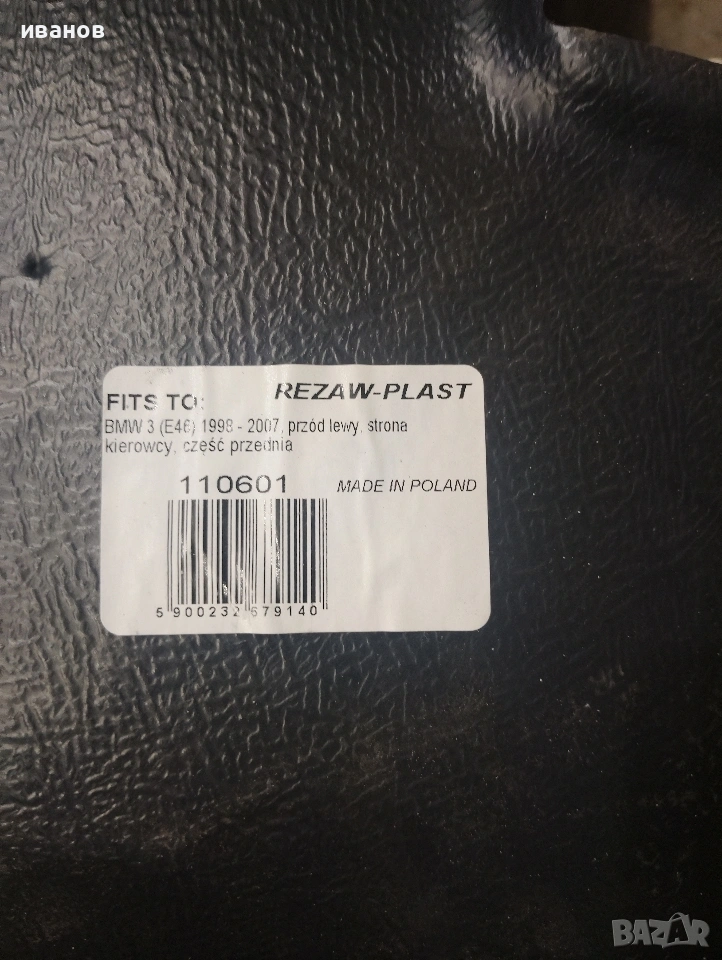 иванов
REZAW-PLAST
FITS TO:
BMW 3 (E46) 1998 - 2007, przód lewy, strona
kierowcy, część przednia
110601
MADE IN POLAND
5 900232 679140
BAZAR